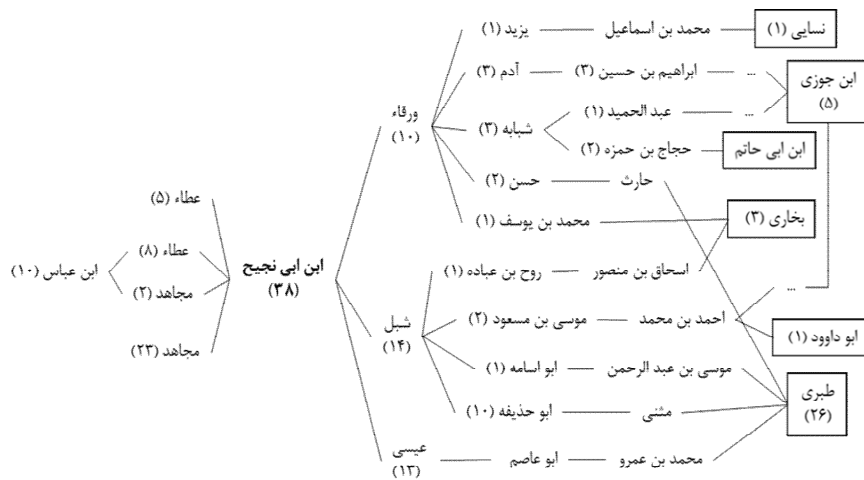 نسایی (۱) محمد بن اسماعیل یزید (۱)
ابن جوزی
(۵)
... ابراهیم بن حسین (۳) آدم (۳)
ورقاء
(۱۰)
... عبد الحمید (۱)
شبابه (۳)
ابن ابی حاتم حجاج بن حمزه (۲)
حارث حسن (۲)
بخاری (۳) محمد بن یوسف (۱)
عطاء (۵)
عطاء (۸)
ابن عباس (۱۰)
مجاهد (۲)
مجاهد (۲۳)
ابن ابی نجیح
(۳۸)
اسحاق بن منصور روح بن عباده (۱)
...
شبل
(۱۴)
احمد بن محمد موسی بن مسعود (۲)
ابو داوود (۱)
موسی بن عبد الرحمن ابو اسامه (۱)
طبری
(۲۶)
مثنی ابو حذیفه (۱۰)
محمد بن عمرو ابو عاصم عیسی
(۱۳)